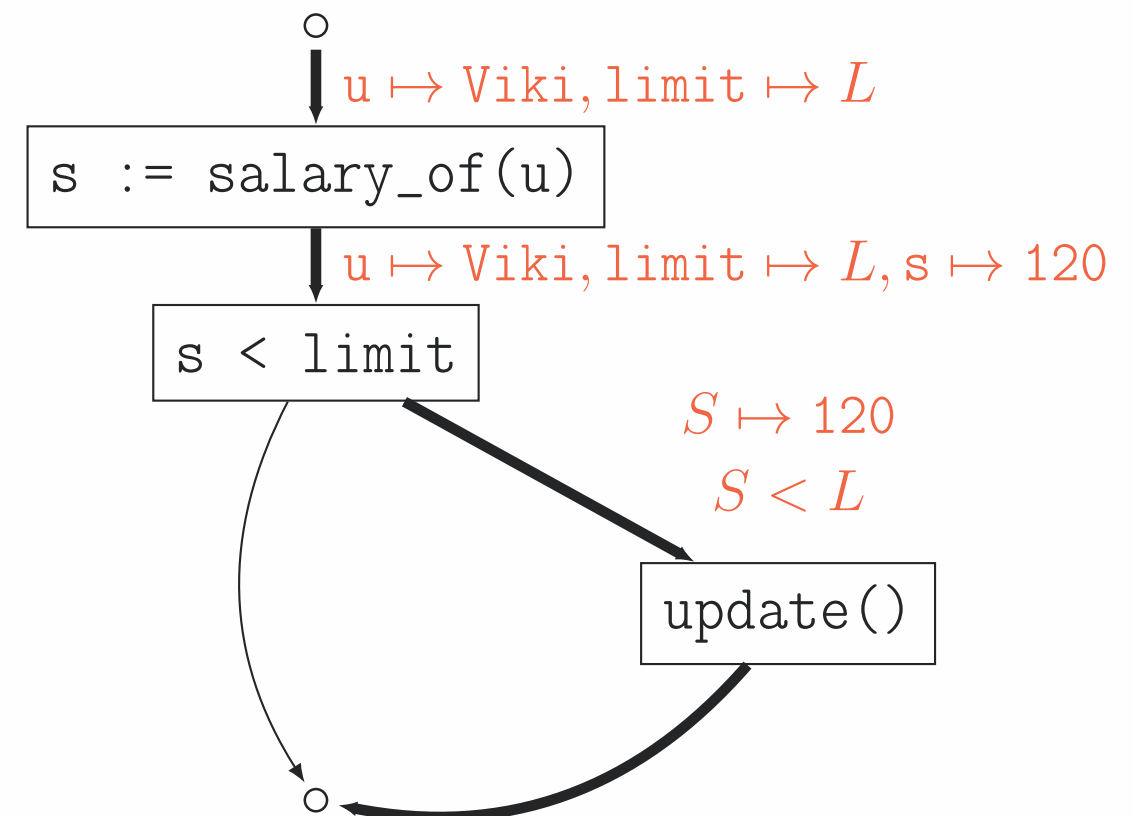 u ↦ Viki, limit ↦ L
s := salary_of(u)
u ↦ Viki, limit ↦ L, s ↦ 120
s < limit
S ↦ 120
S < L
update()